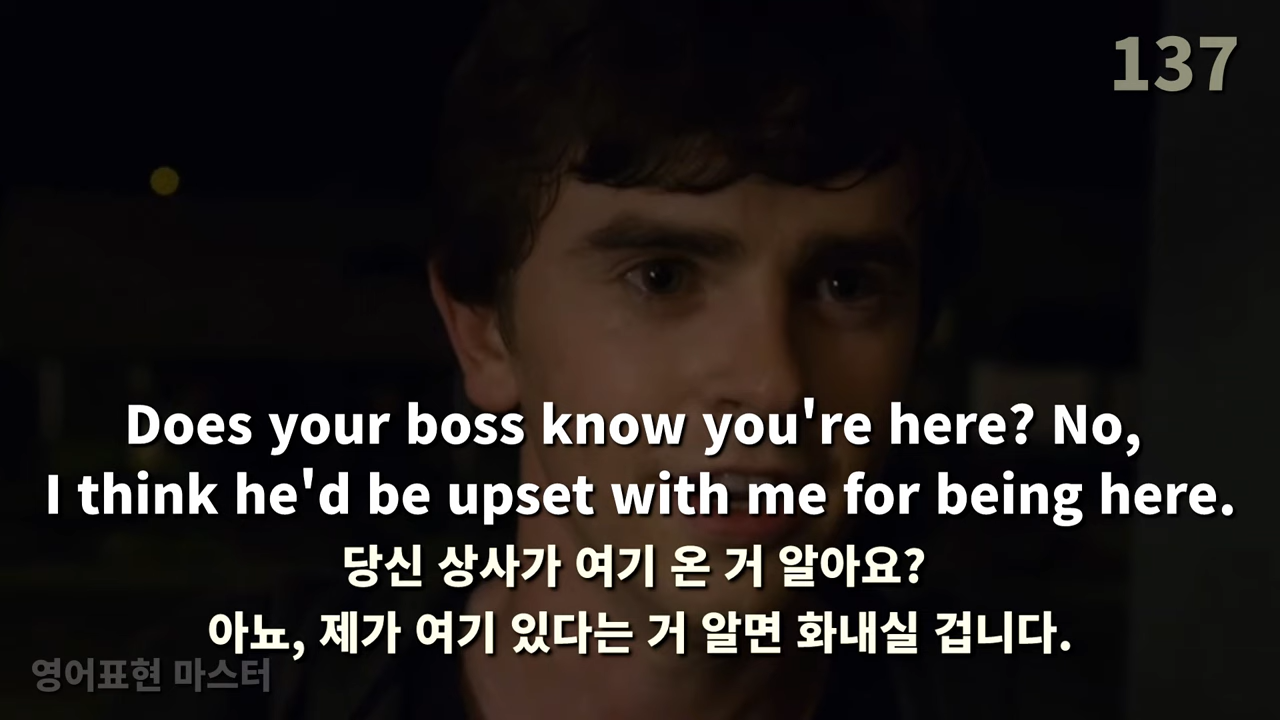 137
Does your boss know you're here? No,
I think he'd be upset with me for being here.
당신 상사가 여기 온 거 알아요?
아뇨, 제가 여기 있다는 거 알면 화내실 겁니다.
영어표현 마스터